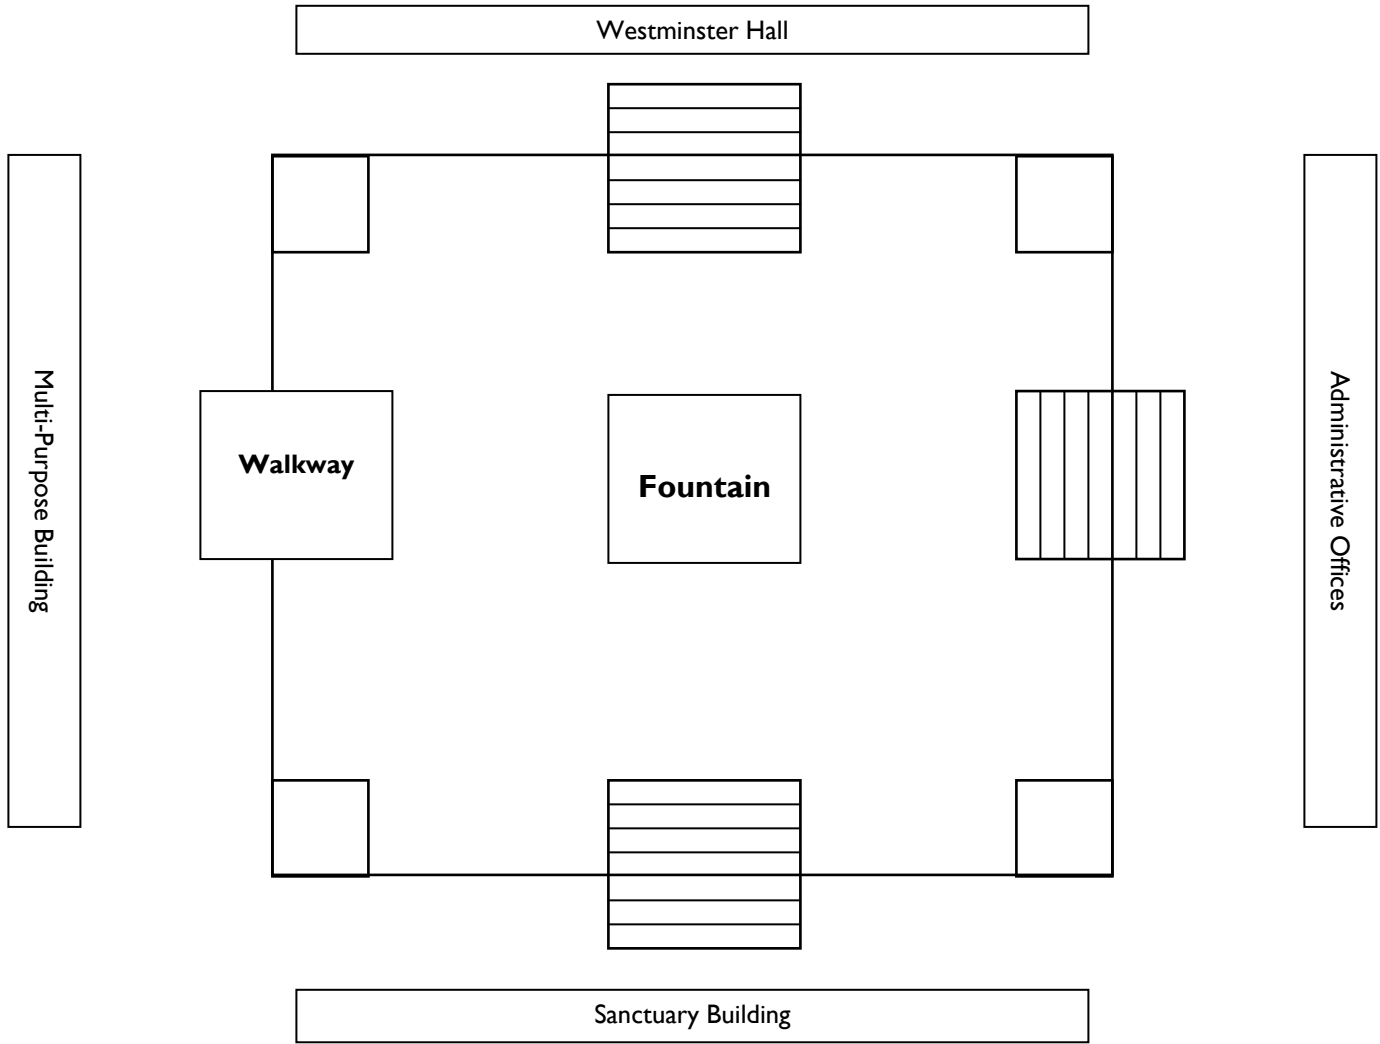 Westminster Hall
Multi-Purpose Building
Walkway
Fountain
Administrative Offices
Sanctuary Building